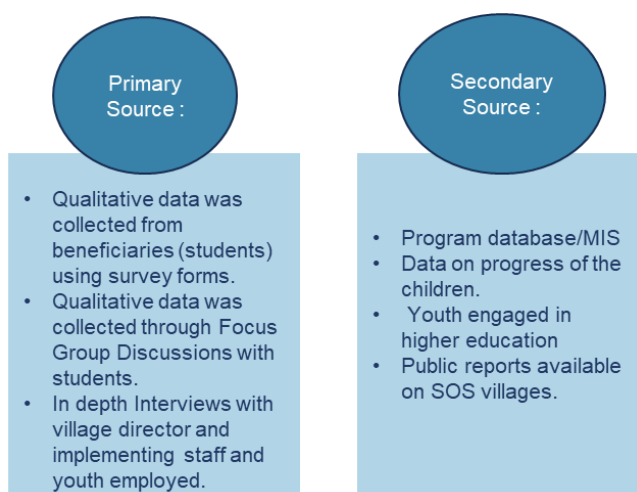 Primary
Source :
• Qualitative data was
collected from
beneficiaries (students)
using survey forms.
• Qualitative data was
collected through Focus
Group Discussions with
students.
• In depth Interviews with
village director and
implementing staff and
youth employed.
Secondary
Source :
• Program database/MIS
• Data on progress of the
children.
• Youth engaged in
higher education
• Public reports available
on SOS villages.